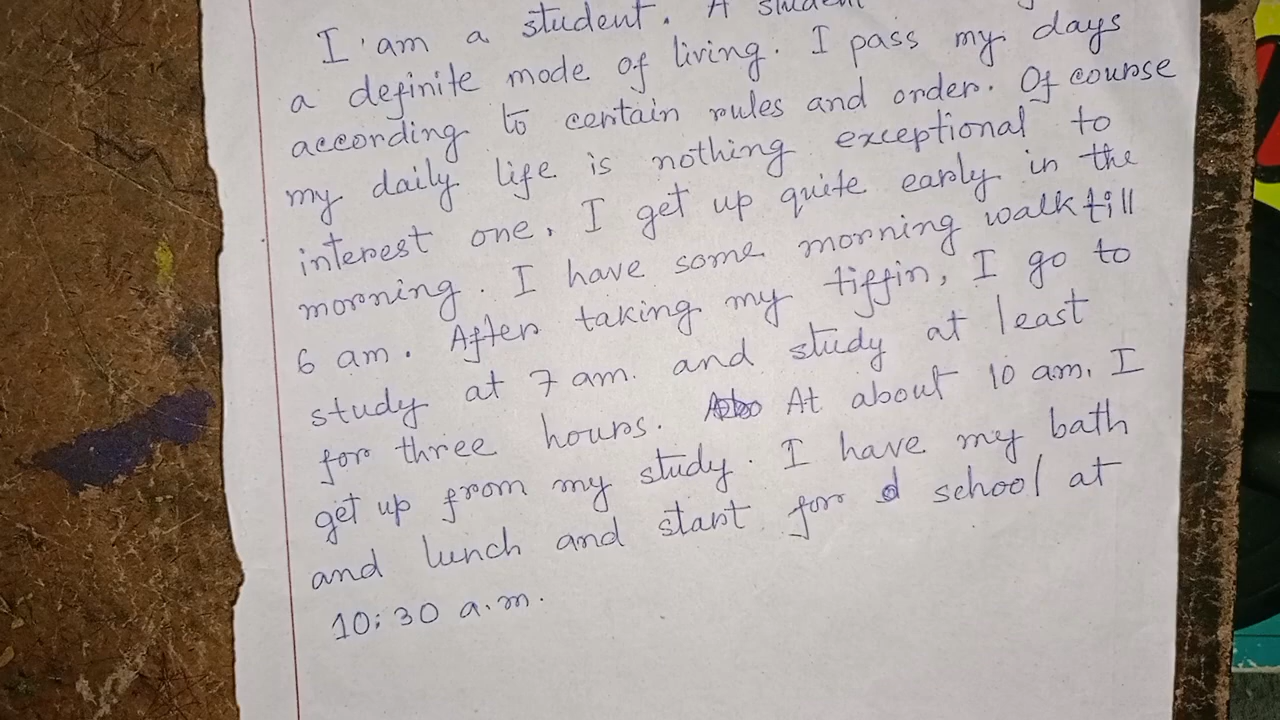 I am a student. A student
a definite mode of living. I pass my days
according to certain rules and order. Of course
my daily life is nothing exceptional to
interest one. I get up quite early in the
morning. I have some morning walk till
6 am. After taking my tiffin, I go to
study at 7 am. and study at least
for three hours. At about 10 am. I
get up from my study. I have my bath
and lunch and start for school at
10:30 a.m.